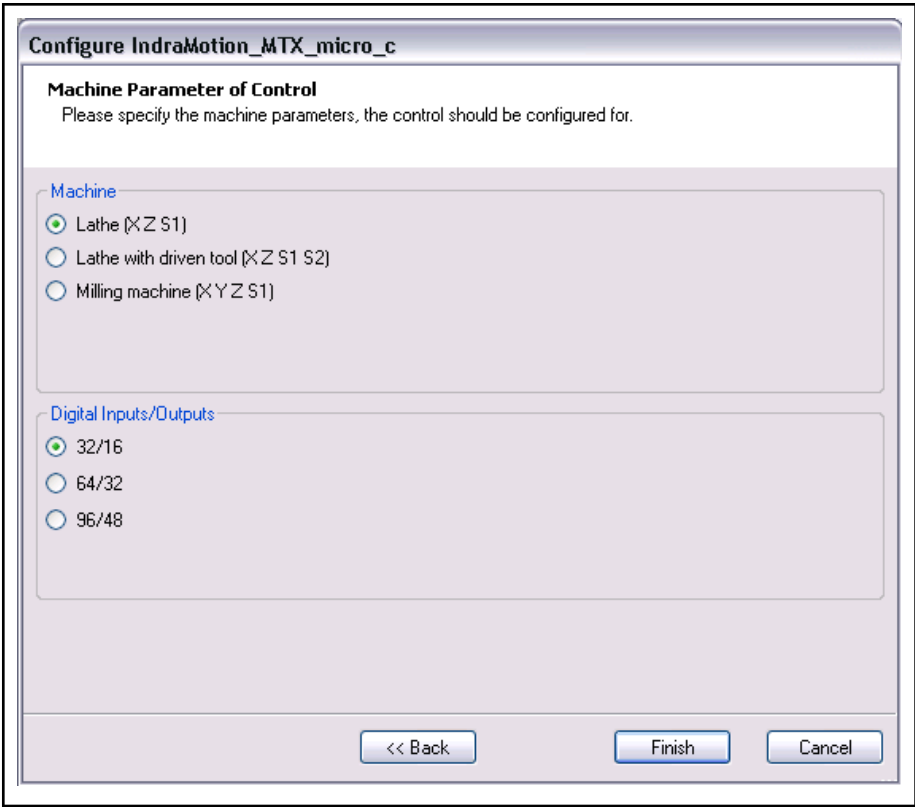 Configure IndraMotion_MTX_micro_c
Machine Parameter of Control
Please specify the machine parameters, the control should be configured for.
Machine
Lathe (X Z S1)
Lathe with driven tool (X Z S1 S2)
Milling machine (X Y Z S1)
Digital Inputs/Outputs
32/16
64/32
96/48
<< Back Finish Cancel